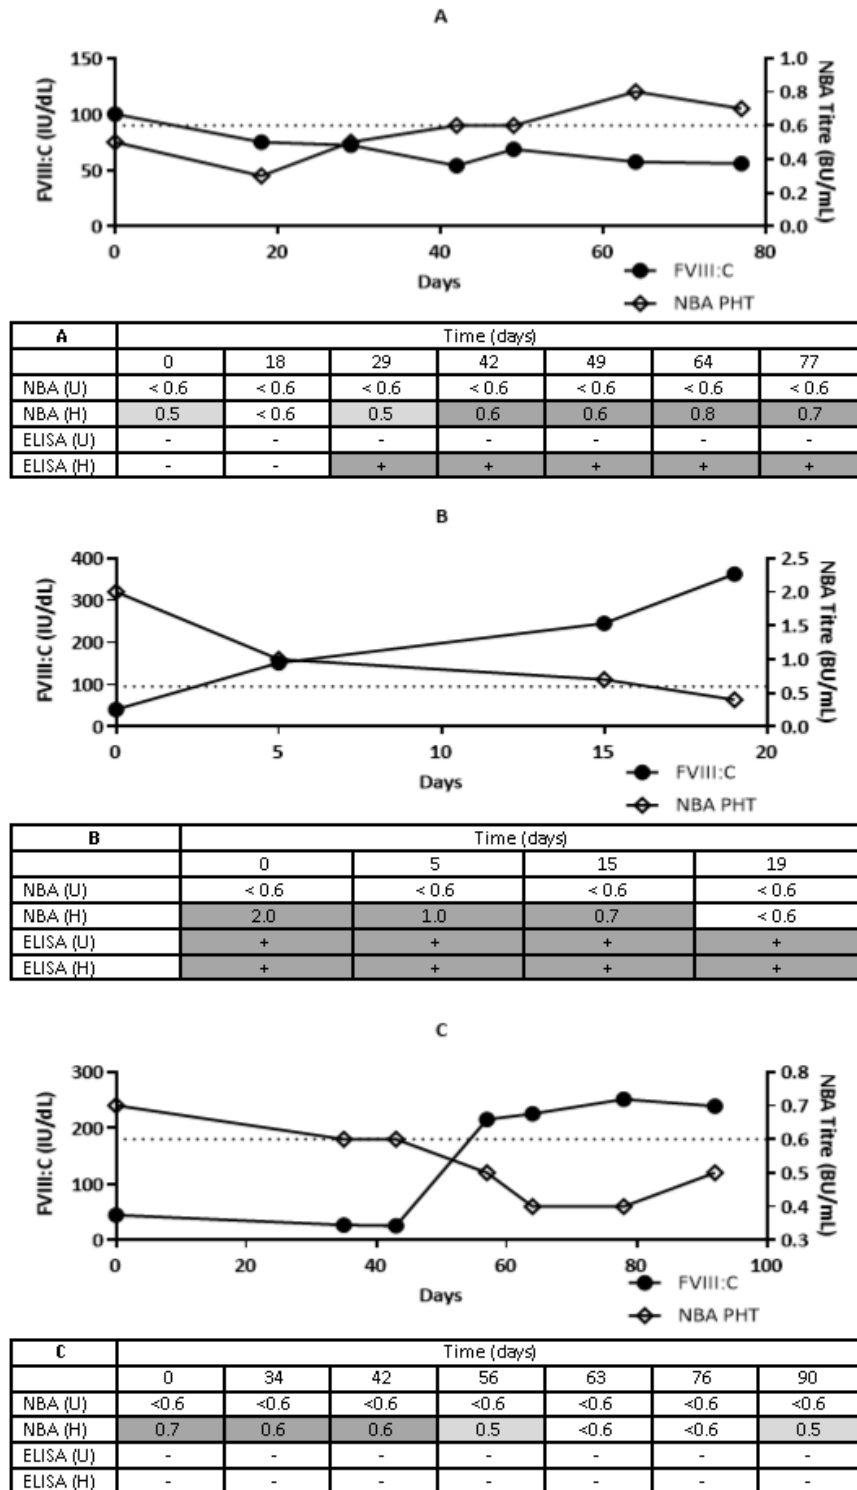 A
150 1.0
100 0.8
0.6
50 0.4
0.2
0 0.0
FVIII:C (IU/dL)
NBA Titre (BU/mL)
0 20 40 60 80
Days
FVIII:C
NBA PHT
A Time (days)
0 18 29 42 49 64 77
NBA (U) < 0.6 < 0.6 < 0.6 < 0.6 < 0.6 < 0.6 < 0.6
NBA (H) 0.5 < 0.6 0.5 0.6 0.6 0.8 0.7
ELISA (U) - - - - - - -
ELISA (H) - - + + + + +
B
400 2.5
300 2.0
1.5
200 1.0
100 0.5
0 0.0
FVIII:C (IU/dL)
NBA Titre (BU/mL)
0 5 10 15 20
Days
FVIII:C
NBA PHT
B Time (days)
0 5 15 19
NBA (U) < 0.6 < 0.6 < 0.6 < 0.6
NBA (H) 2.0 1.0 0.7 < 0.6
ELISA (U) + + + +
ELISA (H) + + + +
C
300 0.8
0.7
200 0.6
100 0.5
0.4
0 0.3
FVIII:C (IU/dL)
NBA Titre (BU/mL)
0 20 40 60 80 100
Days
FVIII:C
NBA PHT
C Time (days)
0 34 42 56 63 76 90
NBA (U) <0.6 <0.6 <0.6 <0.6 <0.6 <0.6 <0.6
NBA (H) 0.7 0.6 0.6 0.5 <0.6 <0.6 0.5
ELISA (U) - - - - - - -
ELISA (H) - - - - - - -